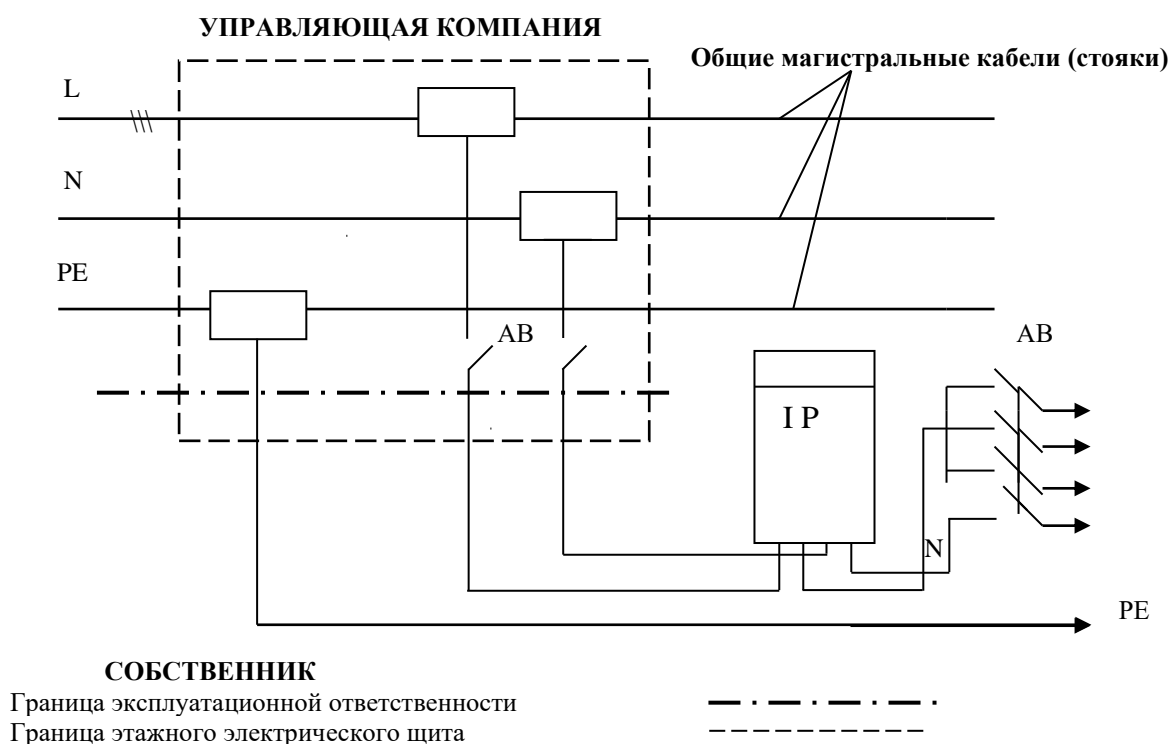 УПРАВЛЯЮЩАЯ КОМПАНИЯ
Общие магистральные кабели (стояки)
L
N
PE
АВ
АВ
I P
N
PE
СОБСТВЕННИК
Граница эксплуатационной ответственности
Граница этажного электрического щита